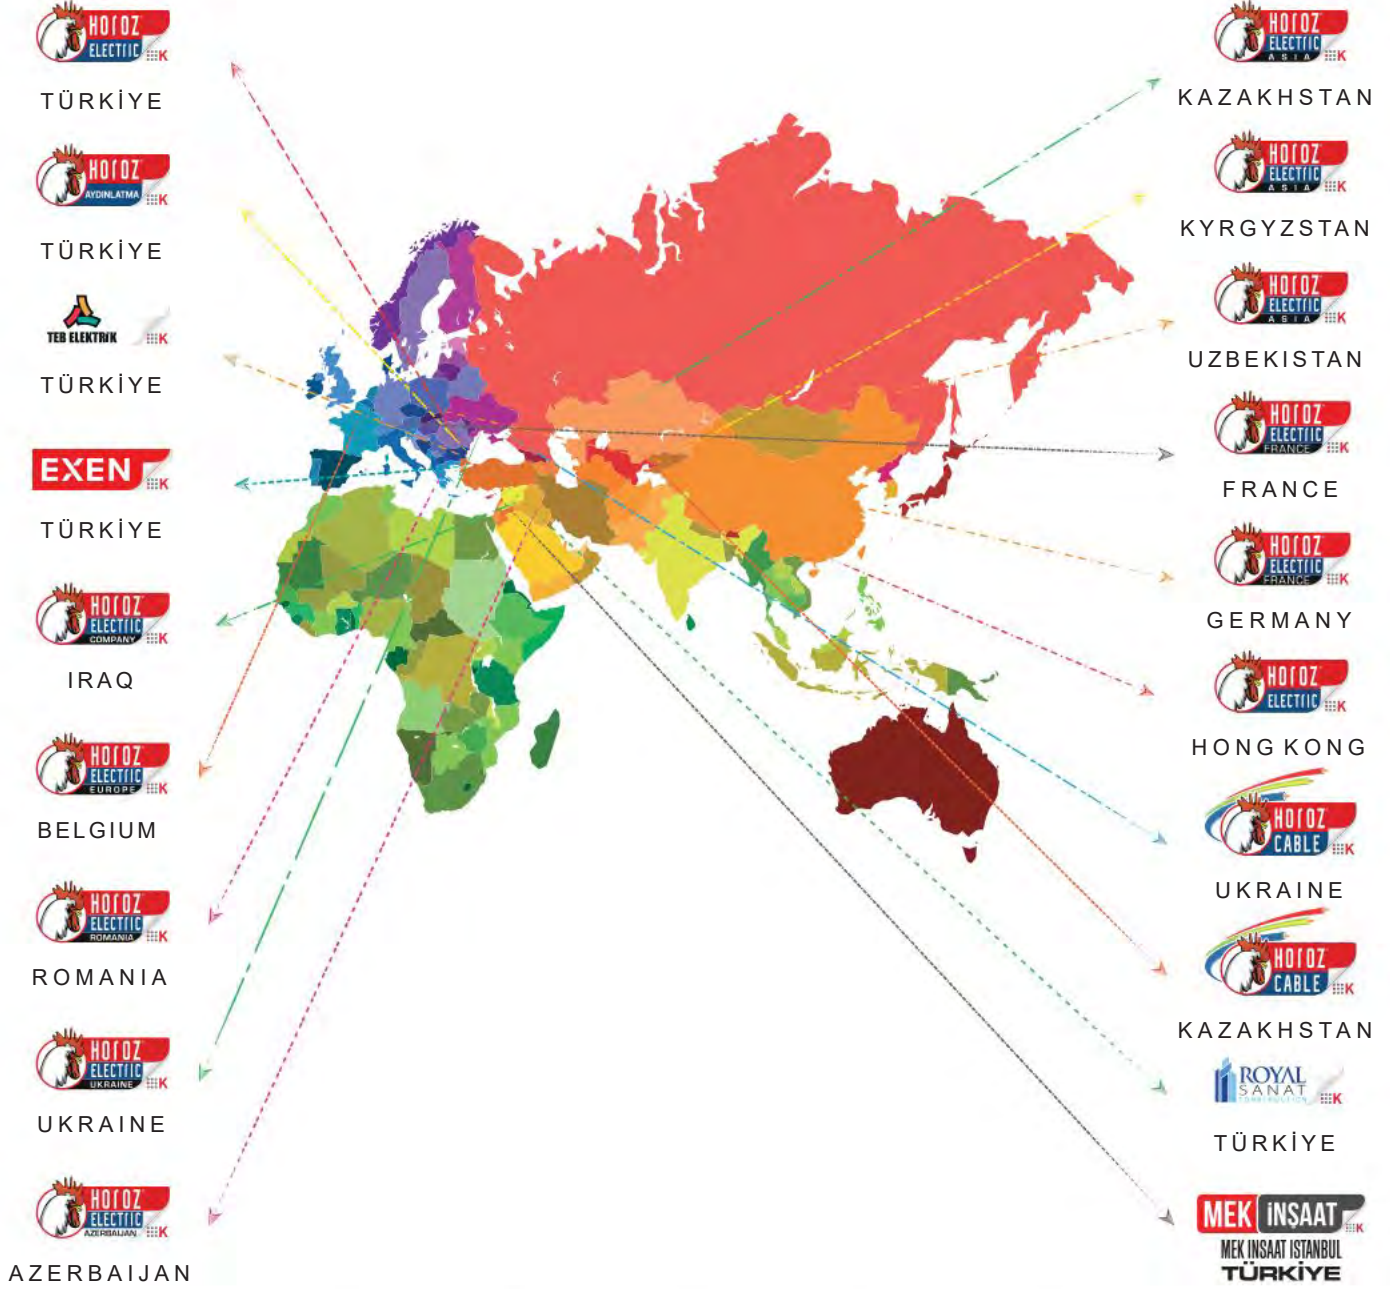 HOROZ
ELECTRIC
K
TÜRKİYE
HOROZ
AYDINLATMA
K
TÜRKİYE
TEB ELEKTRİK
K
TÜRKİYE
EXEN
K
TÜRKİYE
HOROZ
ELECTRIC
COMPANY
K
IRAQ
HOROZ
ELECTRIC
EUROPE
K
BELGIUM
HOROZ
ELECTRIC
ROMANIA
K
ROMANIA
HOROZ
ELECTRIC
UKRAINE
K
UKRAINE
HOROZ
ELECTRIC
AZERBAIJAN
K
AZERBAIJAN
HOROZ
ELECTRIC
ASIA
K
KAZAKHSTAN
HOROZ
ELECTRIC
ASIA
K
KYRGYZSTAN
HOROZ
ELECTRIC
ASIA
K
UZBEKISTAN
HOROZ
ELECTRIC
FRANCE
K
FRANCE
HOROZ
ELECTRIC
FRANCE
K
GERMANY
HOROZ
ELECTRIC
K
HONG KONG
HOROZ
CABLE
K
UKRAINE
HOROZ
CABLE
K
KAZAKHSTAN
ROYAL
SANAT
CONSTRUCTION
K
TÜRKİYE
MEK İNŞAAT
K
MEK INSAAT ISTANBUL
TÜRKİYE